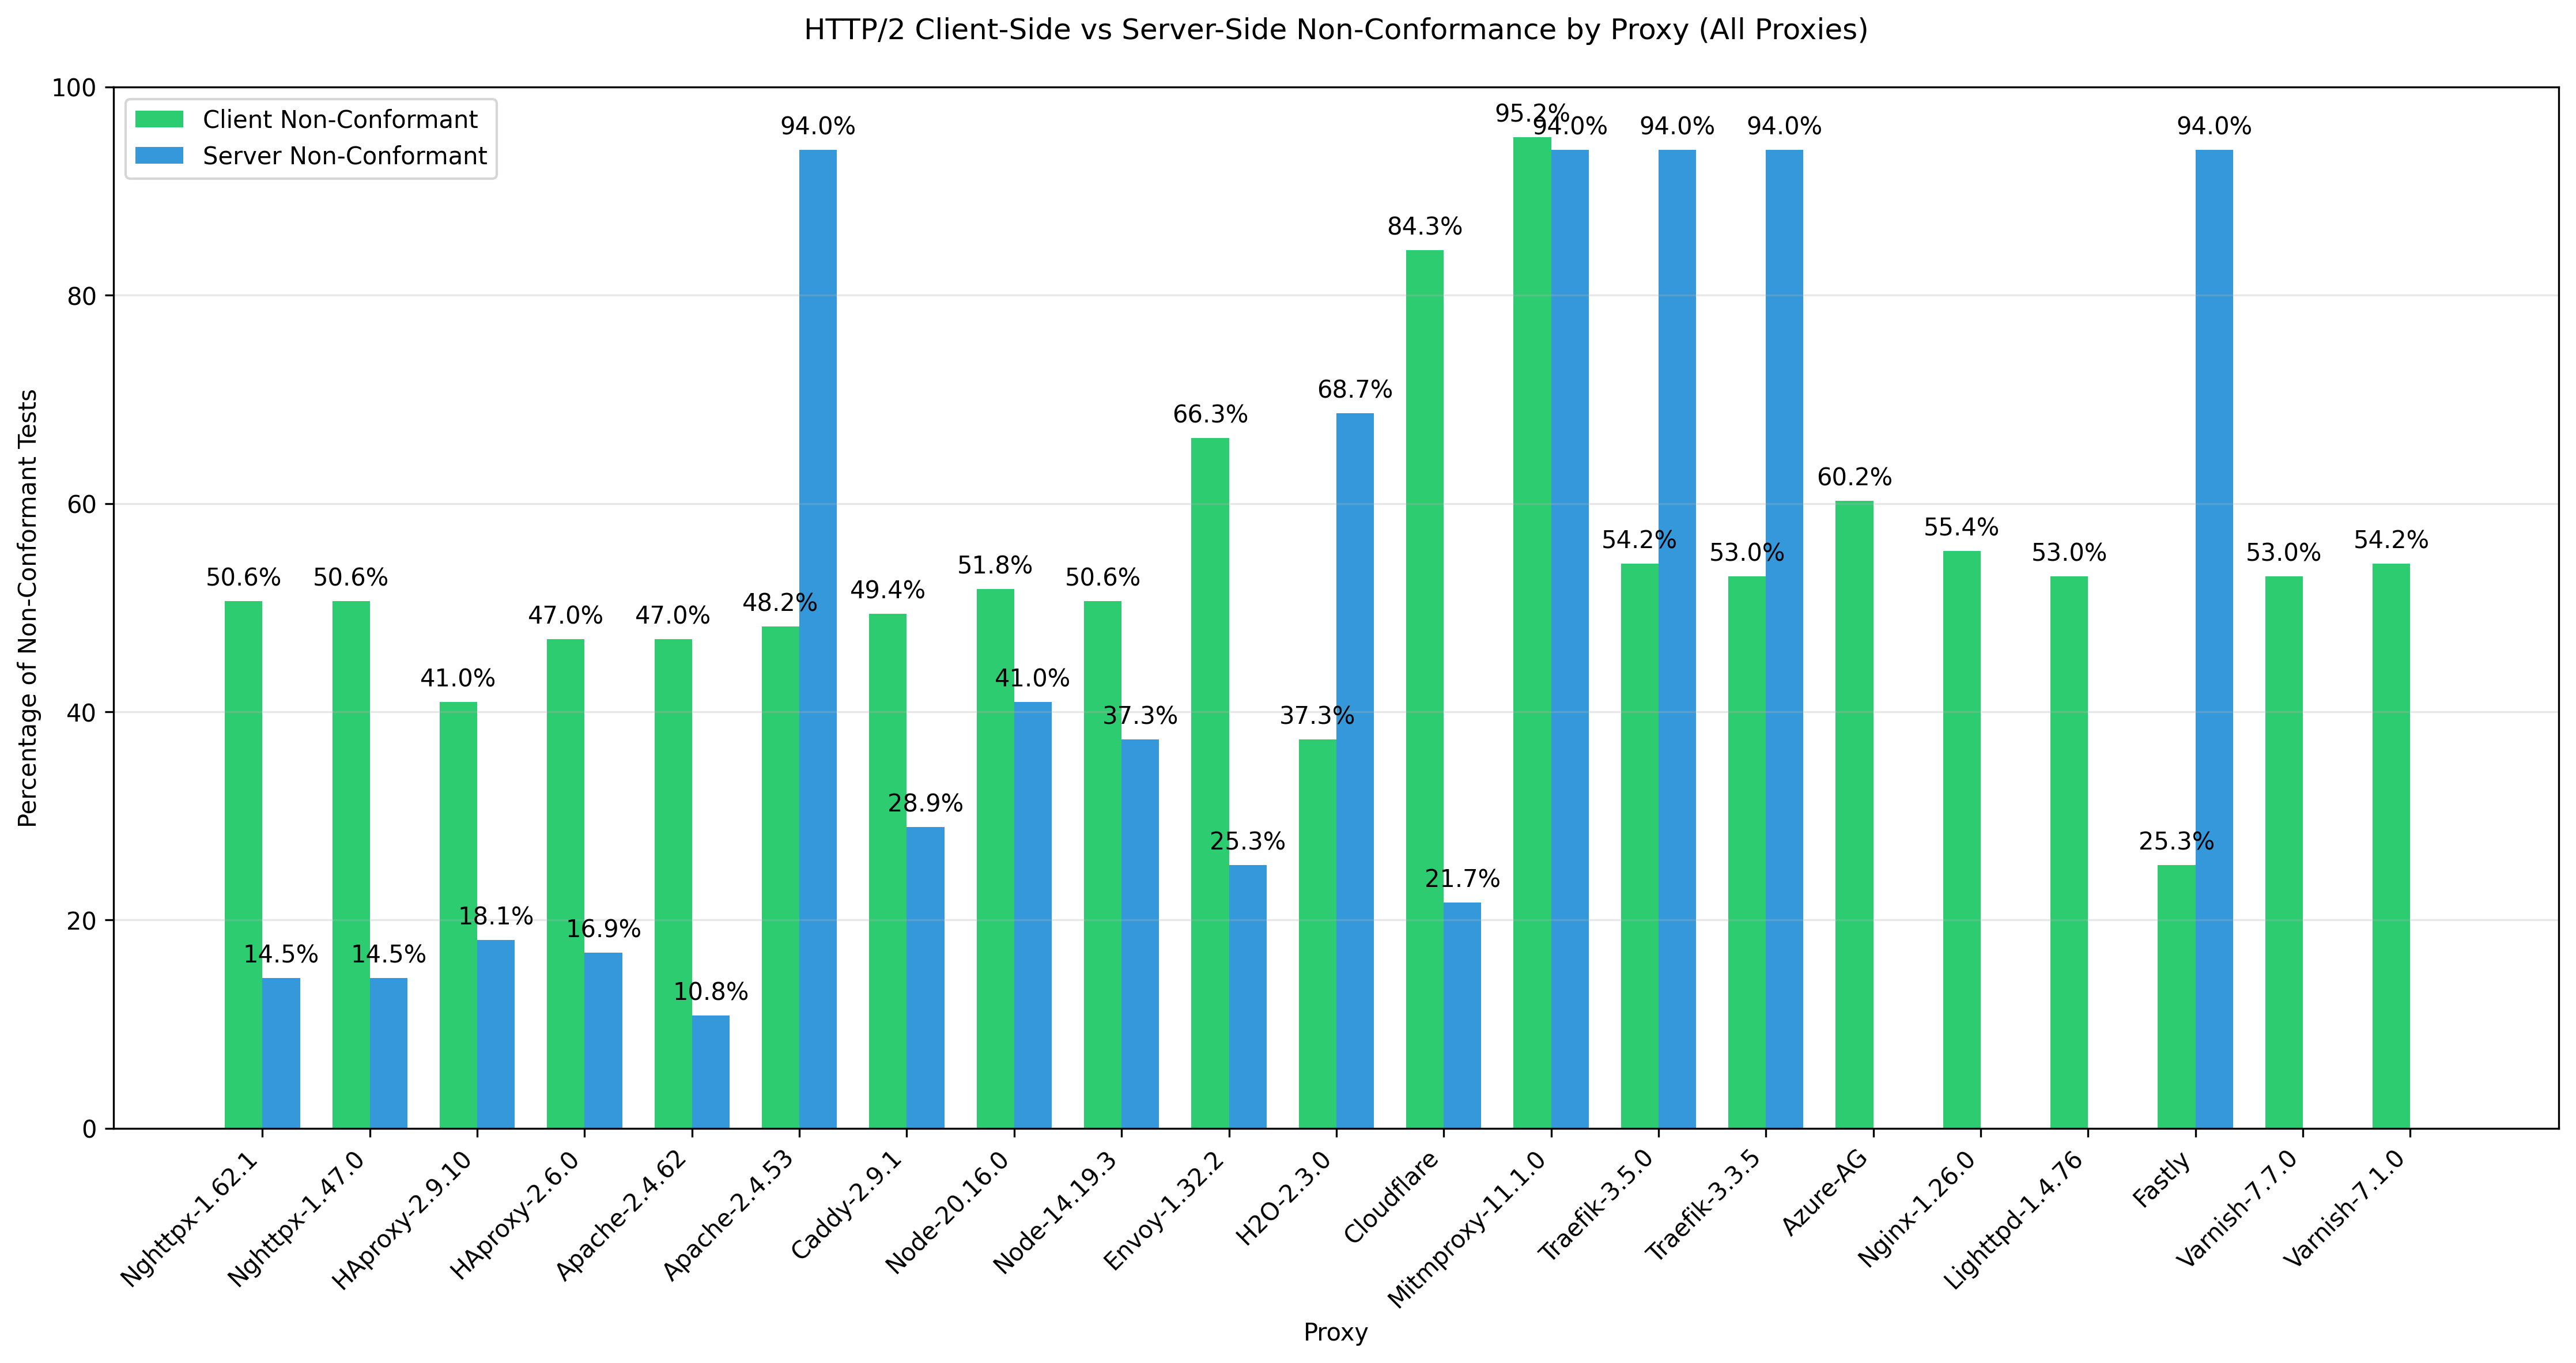 HTTP/2 Client-Side vs Server-Side Non-Conformance by Proxy (All Proxies)
Percentage of Non-Conformant Tests
100
80
60
40
20
0
Client Non-Conformant
Server Non-Conformant
50.6%
14.5%
50.6%
14.5%
41.0%
18.1%
47.0%
16.9%
47.0%
10.8%
48.2%
94.0%
49.4%
28.9%
51.8%
41.0%
50.6%
37.3%
66.3%
25.3%
37.3%
68.7%
84.3%
21.7%
95.2%
94.0%
54.2%
94.0%
53.0%
94.0%
60.2%
55.4%
53.0%
25.3%
94.0%
53.0%
54.2%
Nghttpx-1.62.1
Nghttpx-1.47.0
HAproxy-2.9.10
HAproxy-2.6.0
Apache-2.4.62
Apache-2.4.53
Caddy-2.9.1
Node-20.16.0
Node-14.19.3
Envoy-1.32.2
H2O-2.3.0
Cloudflare
Mitmproxy-11.1.0
Traefik-3.5.0
Traefik-3.3.5
Azure-AG
Nginx-1.26.0
Lighttpd-1.4.76
Fastly
Varnish-7.7.0
Varnish-7.1.0
Proxy